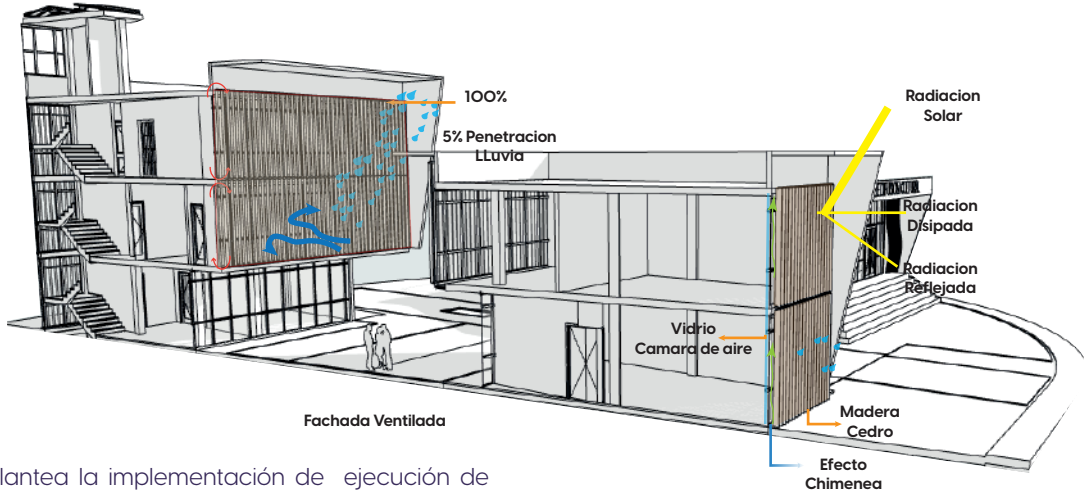 100%
5% Penetracion
LLuvia
Radiacion
Solar
Radiacion
Disipada
Radiacion
Reflejada
Vidrio
Camara de aire
Madera
Cedro
Fachada Ventilada
Efecto
Chimenea
lantea la implementación de ejecución de